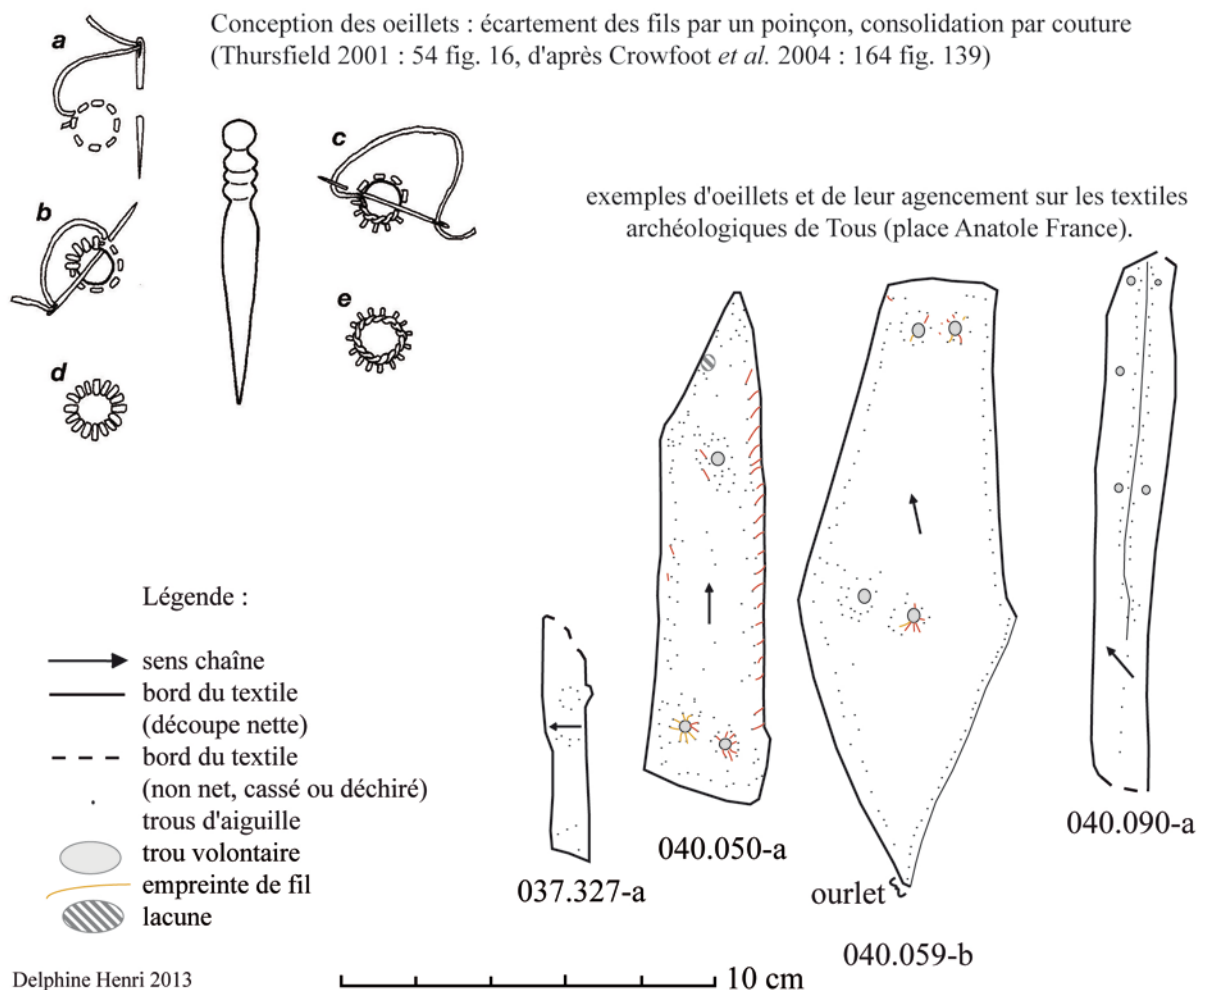 Conception des oeillets : écartement des fils par un poinçon, consolidation par couture
(Thursfield 2001 : 54 fig. 16, d'après Crowfoot et al. 2004 : 164 fig. 139)
a
b
c
d
e
exemples d'oeillets et de leur agencement sur les textiles
archéologiques de Tous (place Anatole France).
Légende :
sens chaîne
bord du textile
(découpe nette)
bord du textile
(non net, cassé ou déchiré)
trous d'aiguille
trou volontaire
empreinte de fil
lacune
037.327-a
040.050-a
ourlet
040.059-b
040.090-a
Delphine Henri 2013
10 cm